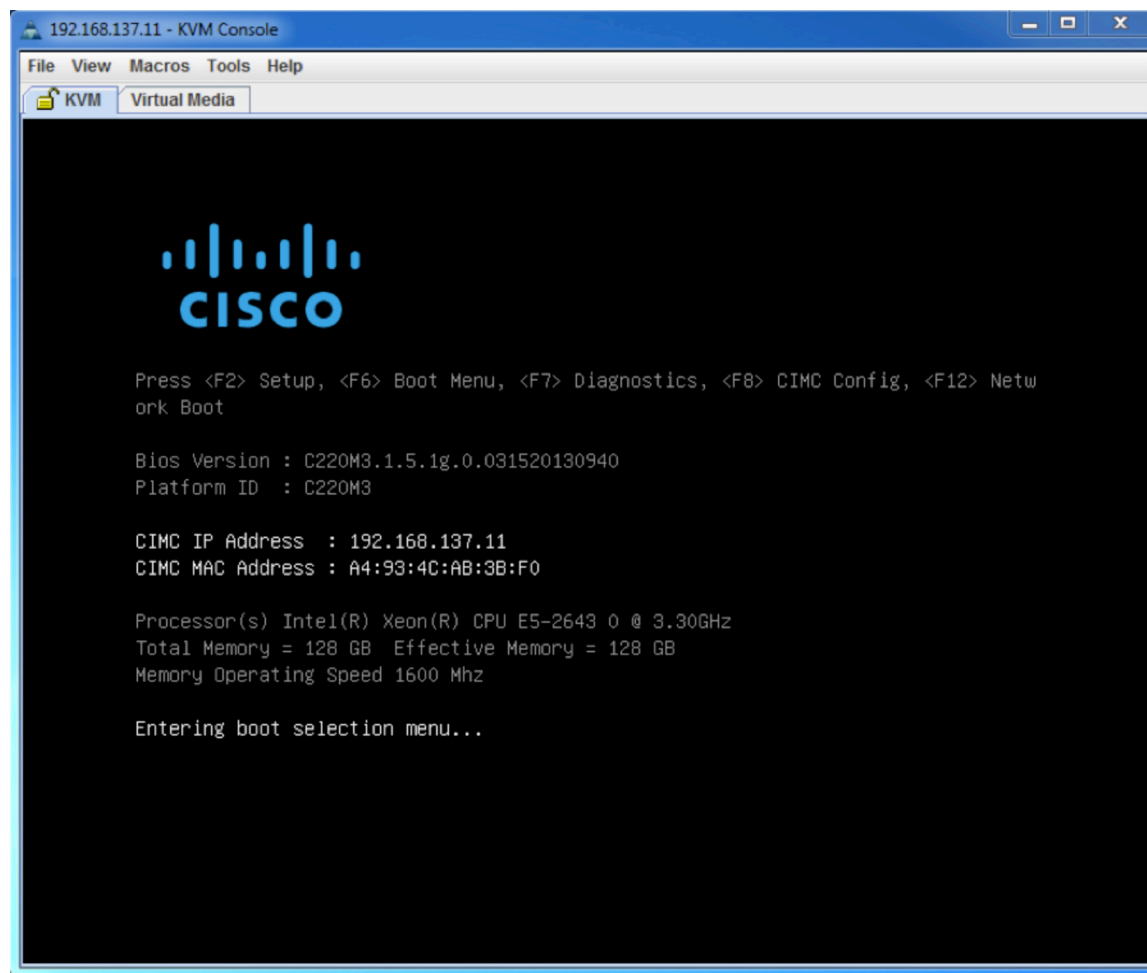 192.168.137.11 - KVM Console
File View Macros Tools Help
KVM Virtual Media
CISCO
Press <F2> Setup, <F6> Boot Menu, <F7> Diagnostics, <F8> CIMC Config, <F12> Netw
ork Boot
Bios Version : C220M3.1.5.1g.0.031520130940
Platform ID  : C220M3
CIMC IP Address  : 192.168.137.11
CIMC MAC Address : A4:93:4C:AB:3B:F0
Processor(s) Intel(R) Xeon(R) CPU E5-2643 0 @ 3.30GHz
Total Memory = 128 GB  Effective Memory = 128 GB
Memory Operating Speed 1600 Mhz
Entering boot selection menu...